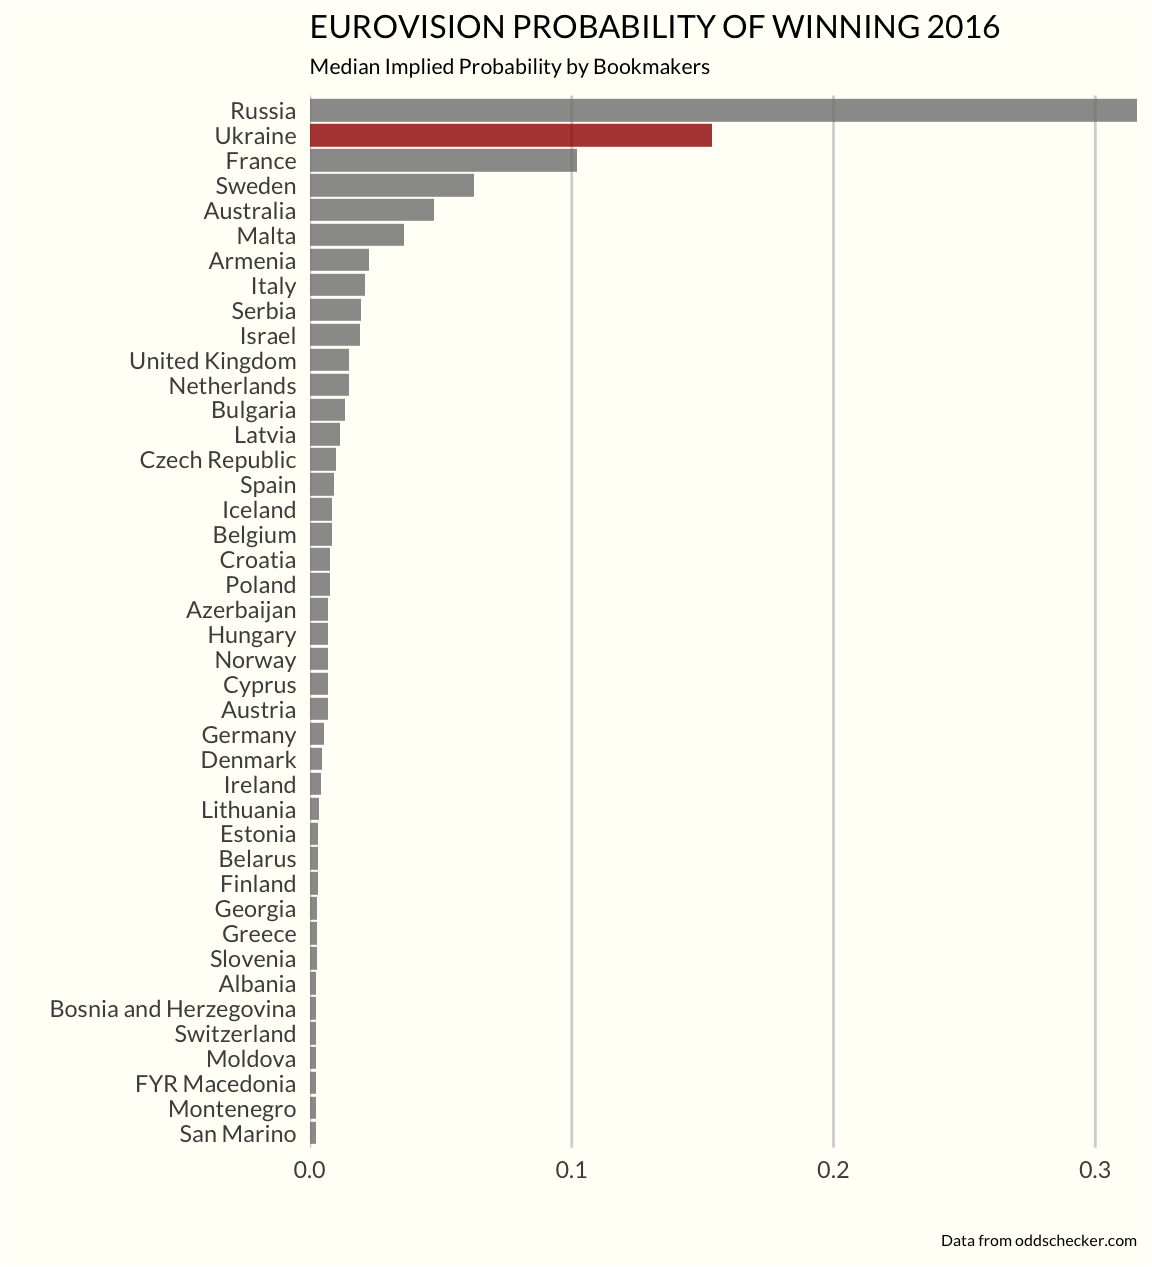 EUROVISION PROBABILITY OF WINNING 2016
Median Implied Probability by Bookmakers
Russia
Ukraine
France
Sweden
Australia
Malta
Armenia
Italy
Serbia
Israel
United Kingdom
Netherlands
Bulgaria
Latvia
Czech Republic
Spain
Iceland
Belgium
Croatia
Poland
Azerbaijan
Hungary
Norway
Cyprus
Austria
Germany
Denmark
Ireland
Lithuania
Estonia
Belarus
Finland
Georgia
Greece
Slovenia
Albania
Bosnia and Herzegovina
Switzerland
Moldova
FYR Macedonia
Montenegro
San Marino
0.0 0.1 0.2 0.3
Data from oddschecker.com